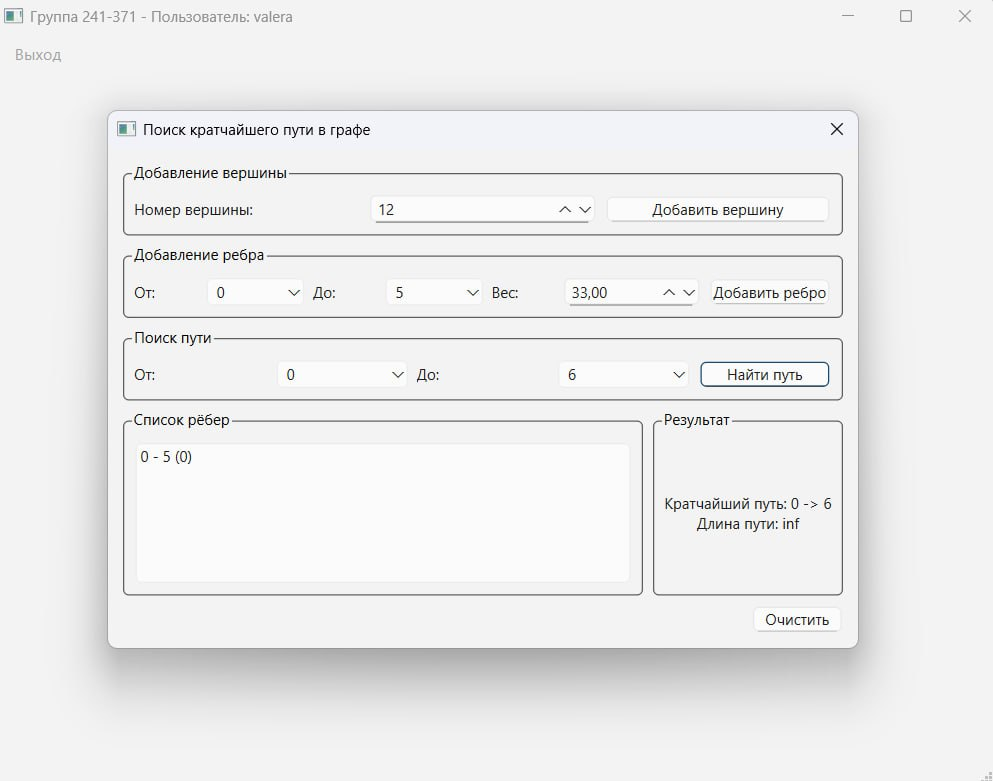 Группа 241-371 - Пользователь: valera
Выход
Поиск кратчайшего пути в графе
Добавление вершины
Номер вершины: 12 Добавить вершину
Добавление ребра
От: 0 До: 5 Вес: 33,00 Добавить ребро
Поиск пути
От: 0 До: 6 Найти путь
Список рёбер
0 - 5 (0)
Результат
Кратчайший путь: 0 -> 6
Длина пути: inf
Очистить